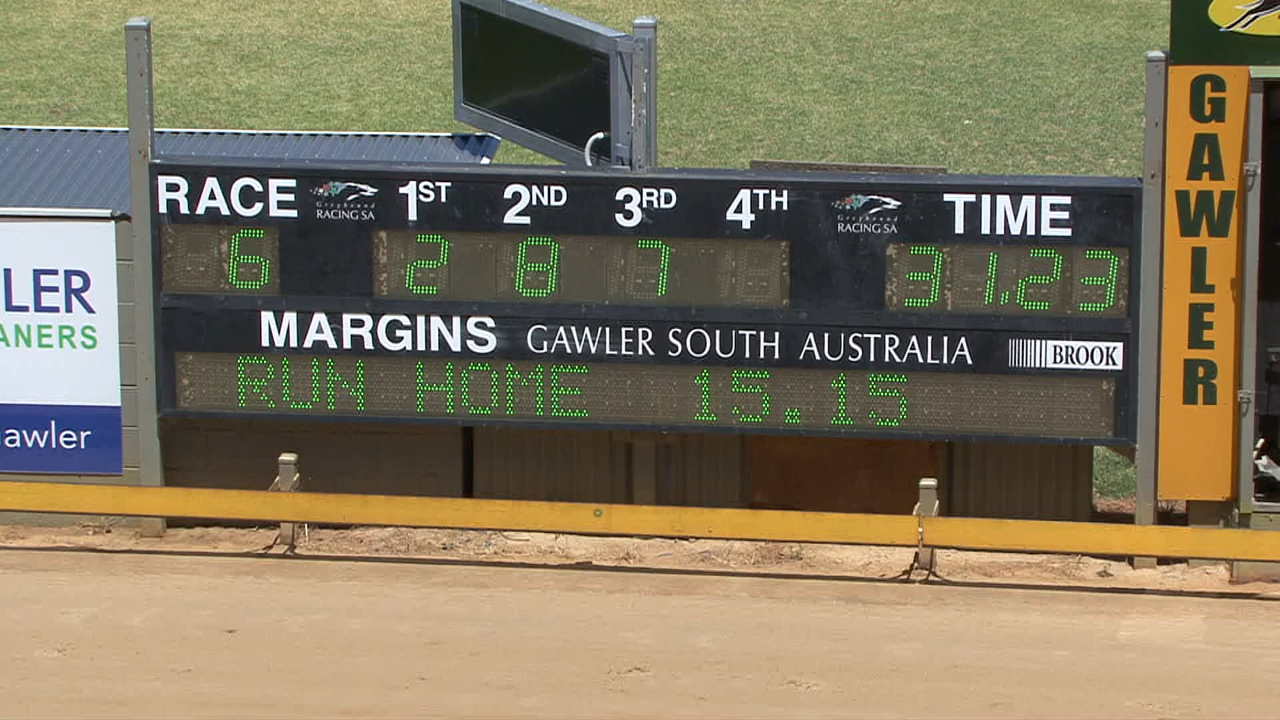 RACE Greyhound RACING SA 1ST 2ND 3RD 4TH Greyhound RACING SA TIME
6 2 8 7 31.23
MARGINS GAWLER SOUTH AUSTRALIA BROOK
RUN HOME 15.15
GAWLER
LER
ANERS
awler